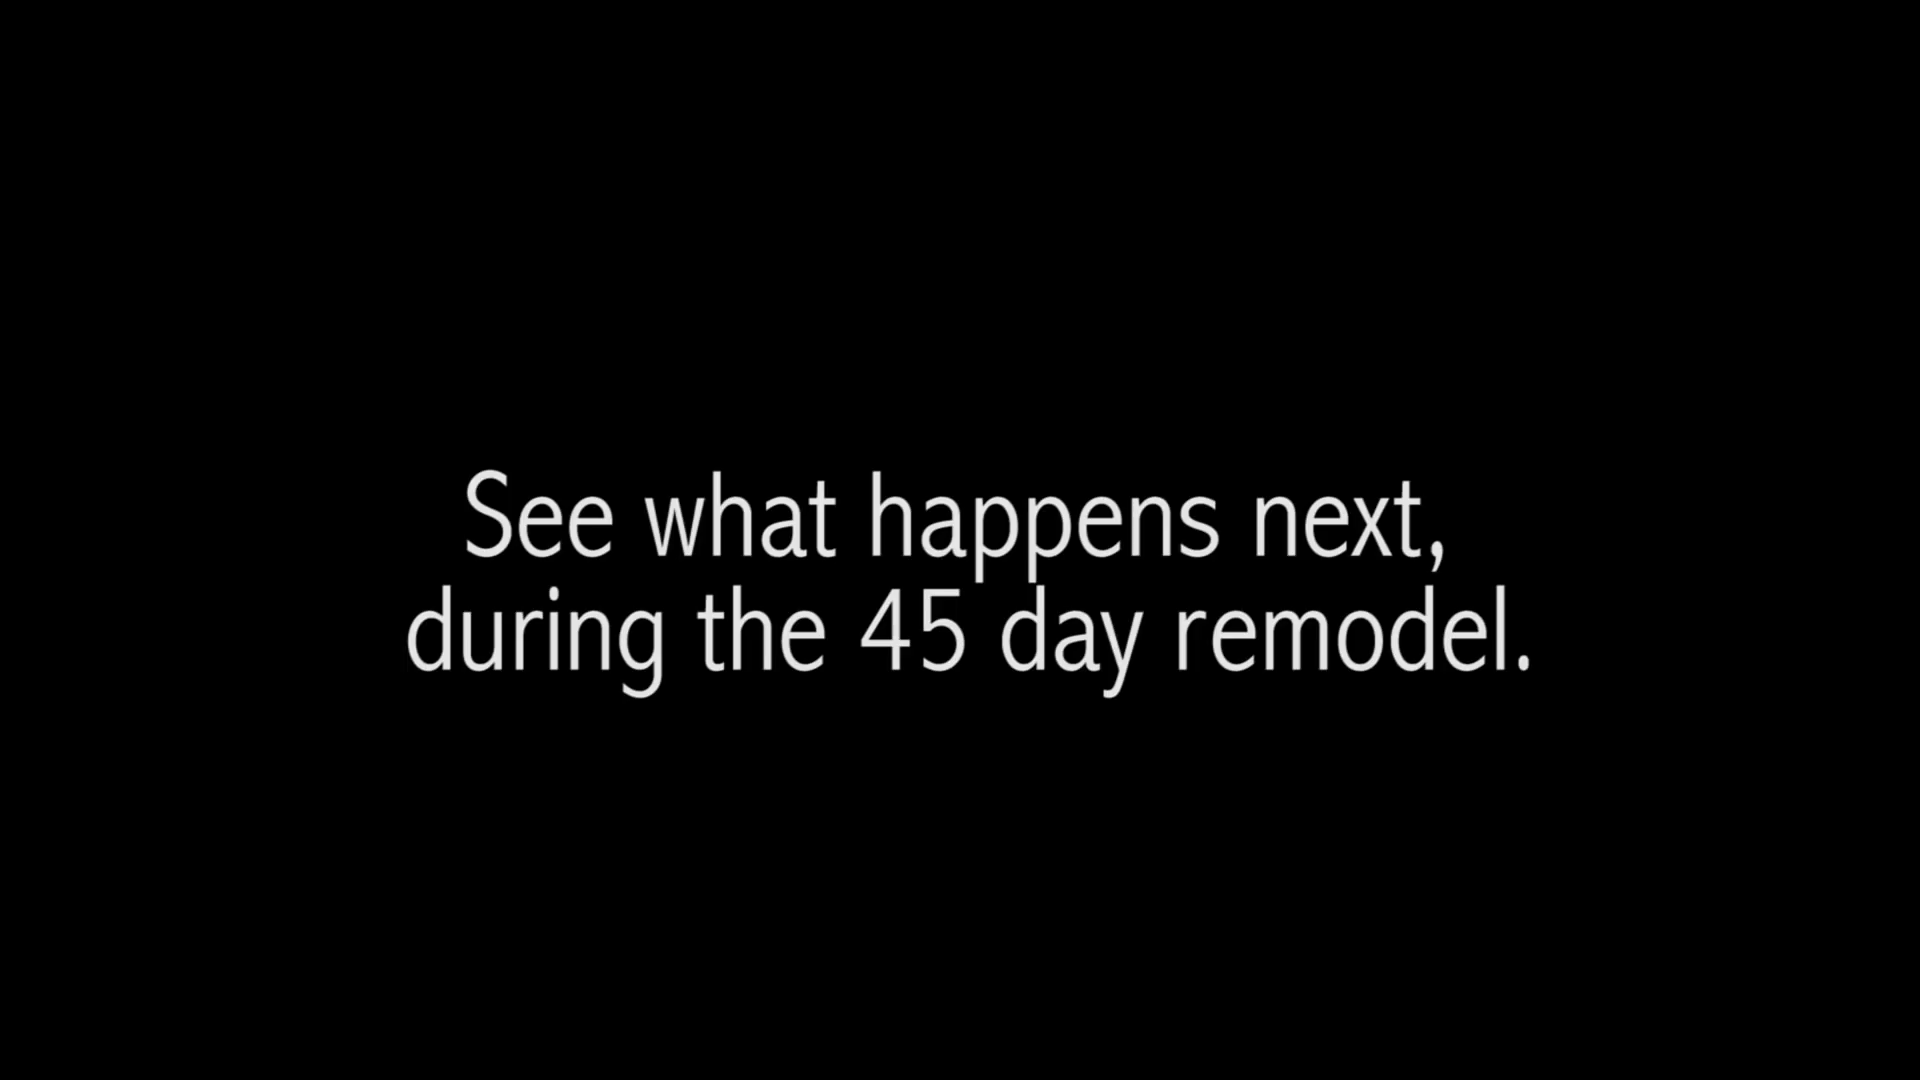 See what happens next,
during the 45 day remodel.